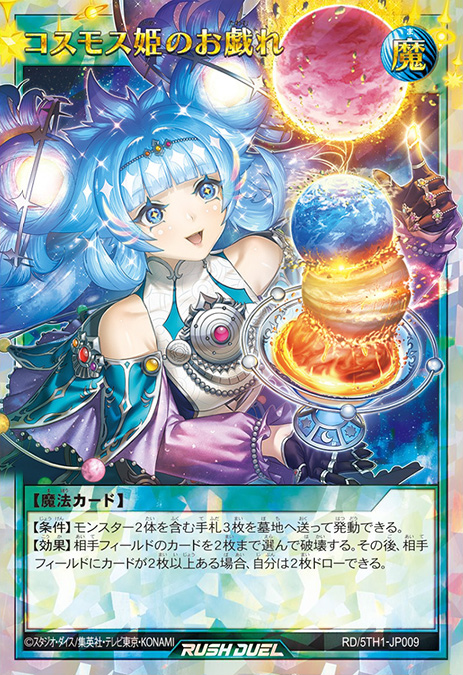 コスモス姫のお戯れ
魔
【魔法カード】
【条件】モンスター2体を含む手札3枚を墓地へ送って発動できる。
【効果】相手フィールドのカードを2枚まで選んで破壊する。その後、相手
フィールドにカードが2枚以上ある場合、自分は2枚ドローできる。
©スタジオ・ダイス/集英社・テレビ東京・KONAMI
RUSH DUEL
RD/5TH1-JP009